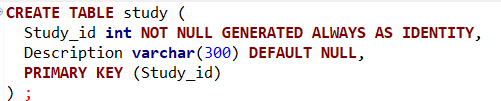 CREATE TABLE study (
  Study_id int NOT NULL GENERATED ALWAYS AS IDENTITY,
  Description varchar(300) DEFAULT NULL,
  PRIMARY KEY (Study_id)
) ;